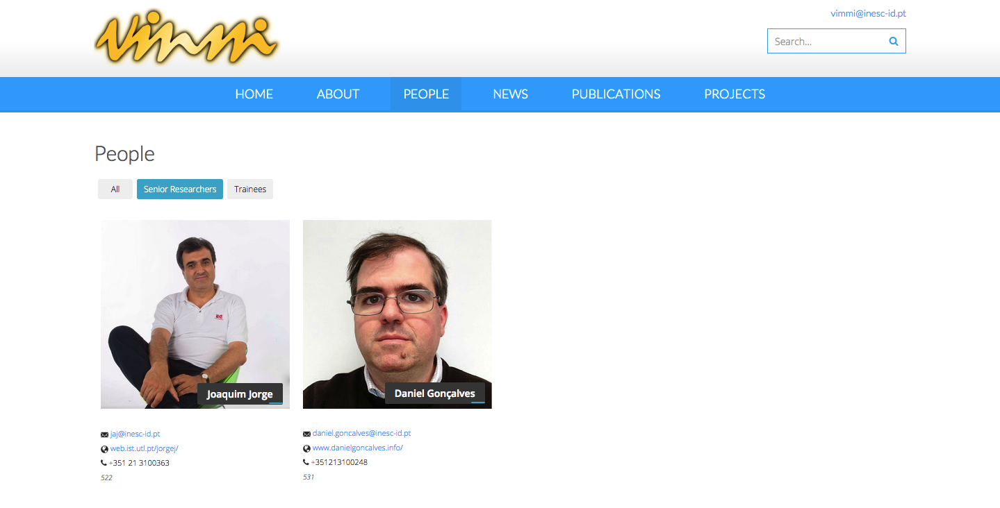 vimmi
vimmi@inesc-id.pt
Search...
HOME ABOUT PEOPLE NEWS PUBLICATIONS PROJECTS
People
All Senior Researchers Trainees
Joaquim Jorge
Daniel Gonçalves
jaj@inesc-id.pt
web.ist.utl.pt/jorgej/
+351 21 3100363
522
daniel.goncalves@inesc-id.pt
www.danielgoncalves.info/
+351213100248
531